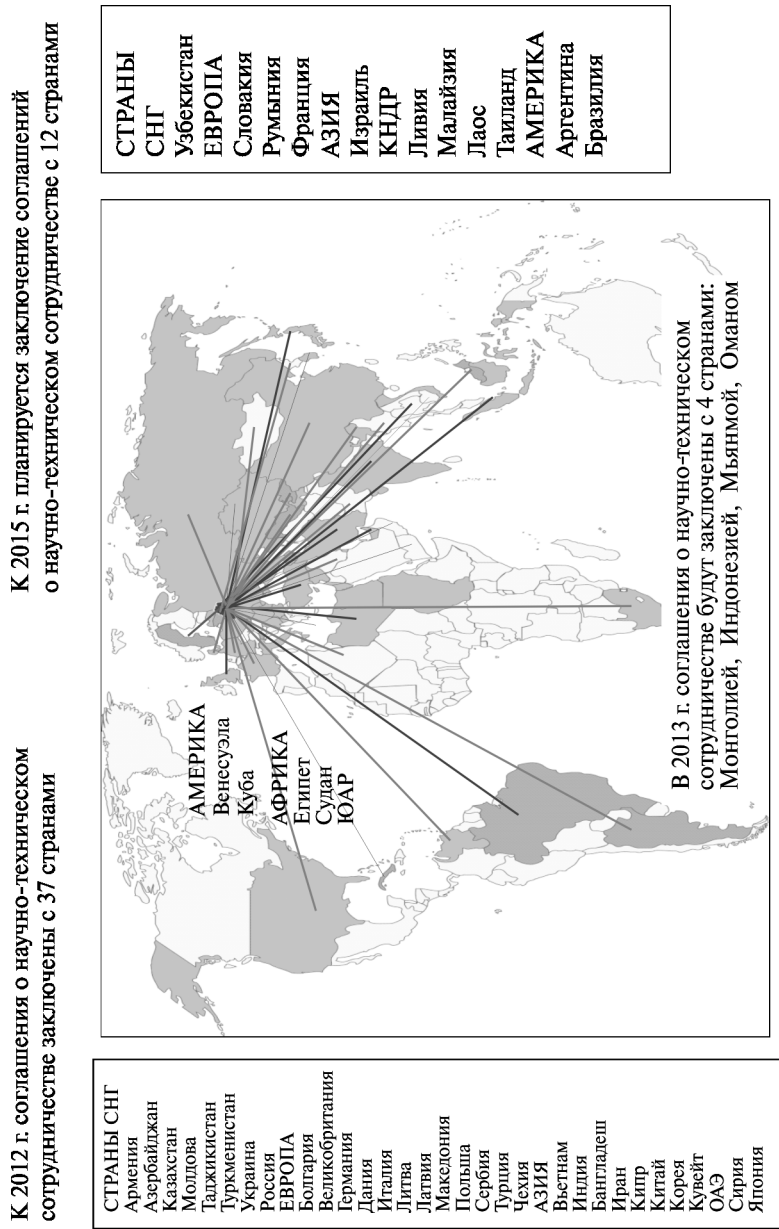 К 2012 г. соглашения о научно-техническом
сотрудничестве заключены с 37 странами
К 2015 г. планируется заключение соглашений
о научно-техническом сотрудничестве с 12 странами
СТРАНЫ СНГ
Армения
Азербайджан
Казахстан
Молдова
Таджикистан
Туркменистан
Украина
Россия
ЕВРОПА
Болгария
Великобритания
Германия
Дания
Италия
Литва
Латвия
Македония
Польша
Сербия
Турция
Чехия
АЗИЯ
Вьетнам
Индия
Бангладеш
Иран
Кипр
Китай
Корея
Кувейт
ОАЭ
Сирия
Япония
АМЕРИКА
Венесуэла
Куба
АФРИКА
Египет
Судан
ЮАР
В 2013 г. соглашения о научно-техническом
сотрудничестве будут заключены с 4 странами:
Монголией, Индонезией, Мьянмой, Оманом
СТРАНЫ
СНГ
Узбекистан
ЕВРОПА
Словакия
Румыния
Франция
АЗИЯ
Израиль
КНДР
Ливия
Малайзия
Лаос
Таиланд
АМЕРИКА
Аргентина
Бразилия